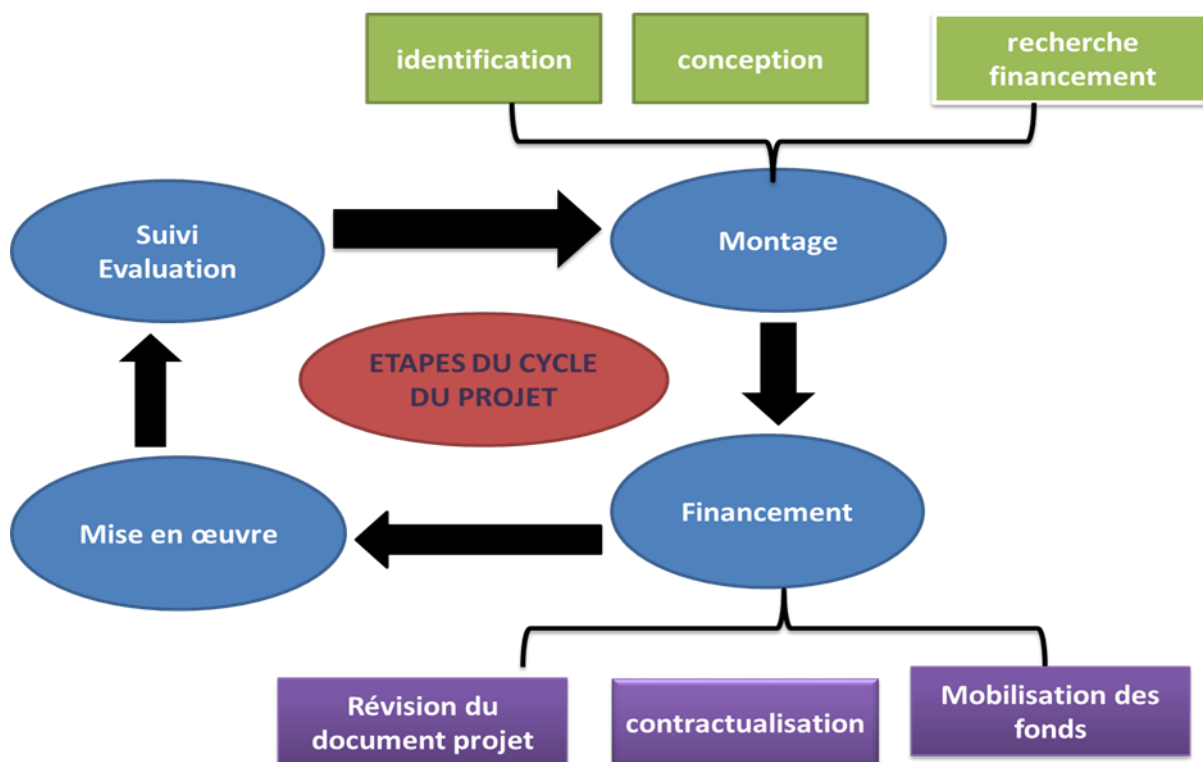 identification
conception
recherche
financement
Suivi
Evaluation
Montage
ETAPES DU CYCLE
DU PROJET
Mise en œuvre
Financement
Révision du
document projet
contractualisation
Mobilisation des
fonds